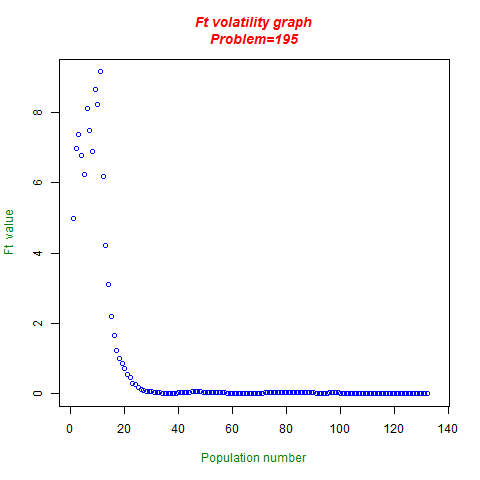 Ft volatility graph
Problem=195
8
6
4
2
0
Ft value
0 20 40 60 80 100 120 140
Population number